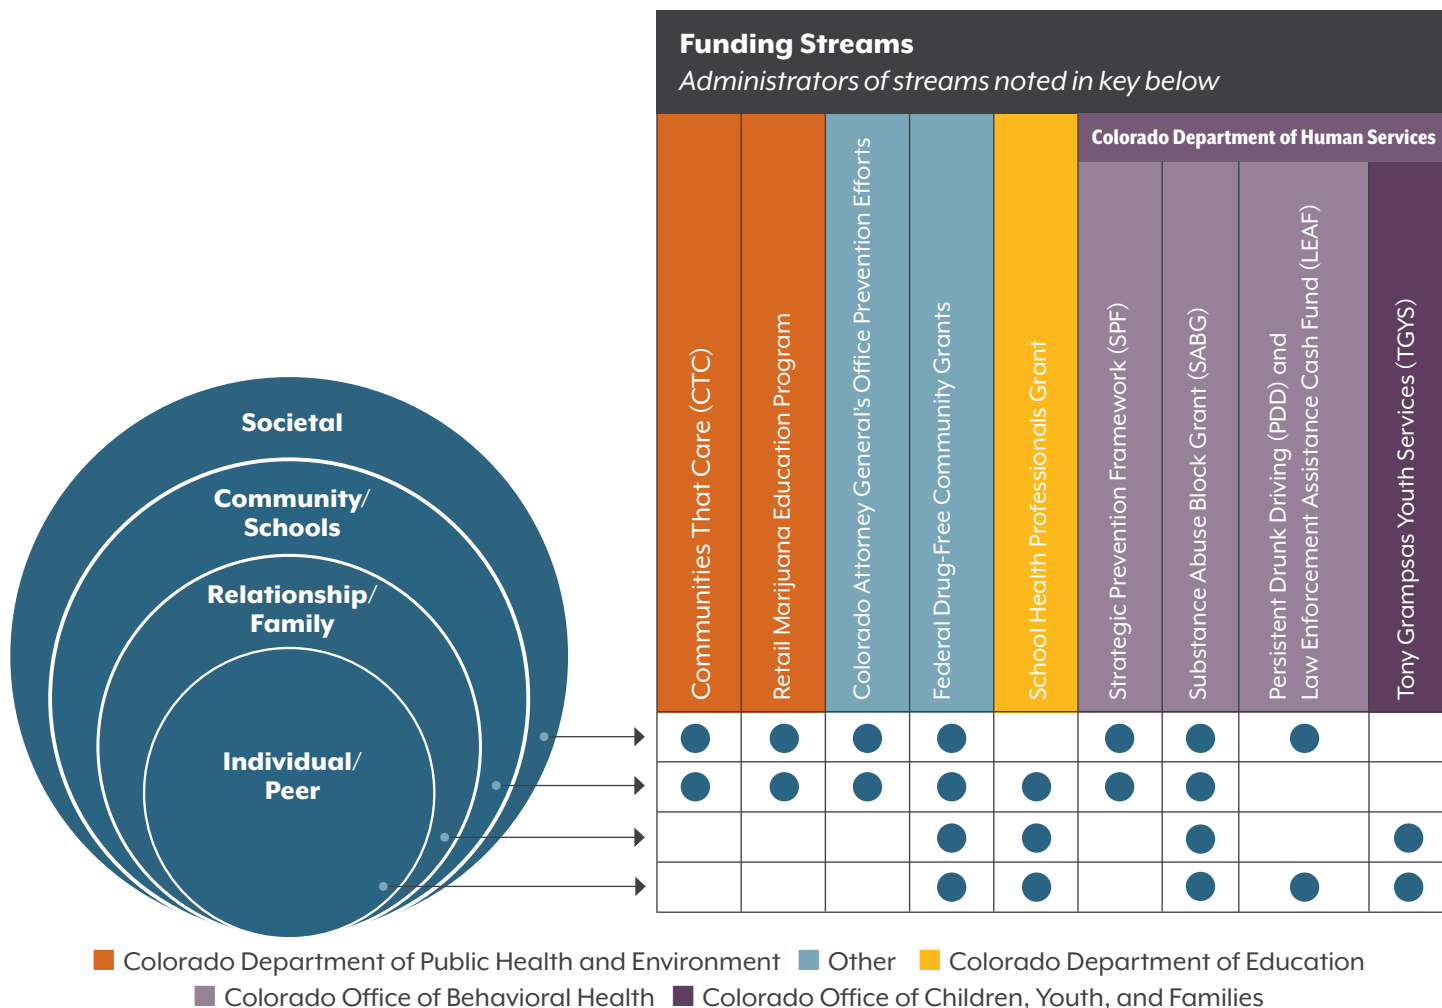 Funding Streams
Administrators of streams noted in key below
Colorado Department of Human Services
Communities That Care (CTC)
Retail Marijuana Education Program
Colorado Attorney General's Office Prevention Efforts
Federal Drug-Free Community Grants
School Health Professionals Grant
Strategic Prevention Framework (SPF)
Substance Abuse Block Grant (SABG)
Persistent Drunk Driving (PDD) and
Law Enforcement Assistance Cash Fund (LEAF)
Tony Grampsas Youth Services (TGYS)
Societal
Community/
Schools
Relationship/
Family
Individual/
Peer
Colorado Department of Public Health and Environment Other Colorado Department of Education
Colorado Office of Behavioral Health Colorado Office of Children, Youth, and Families